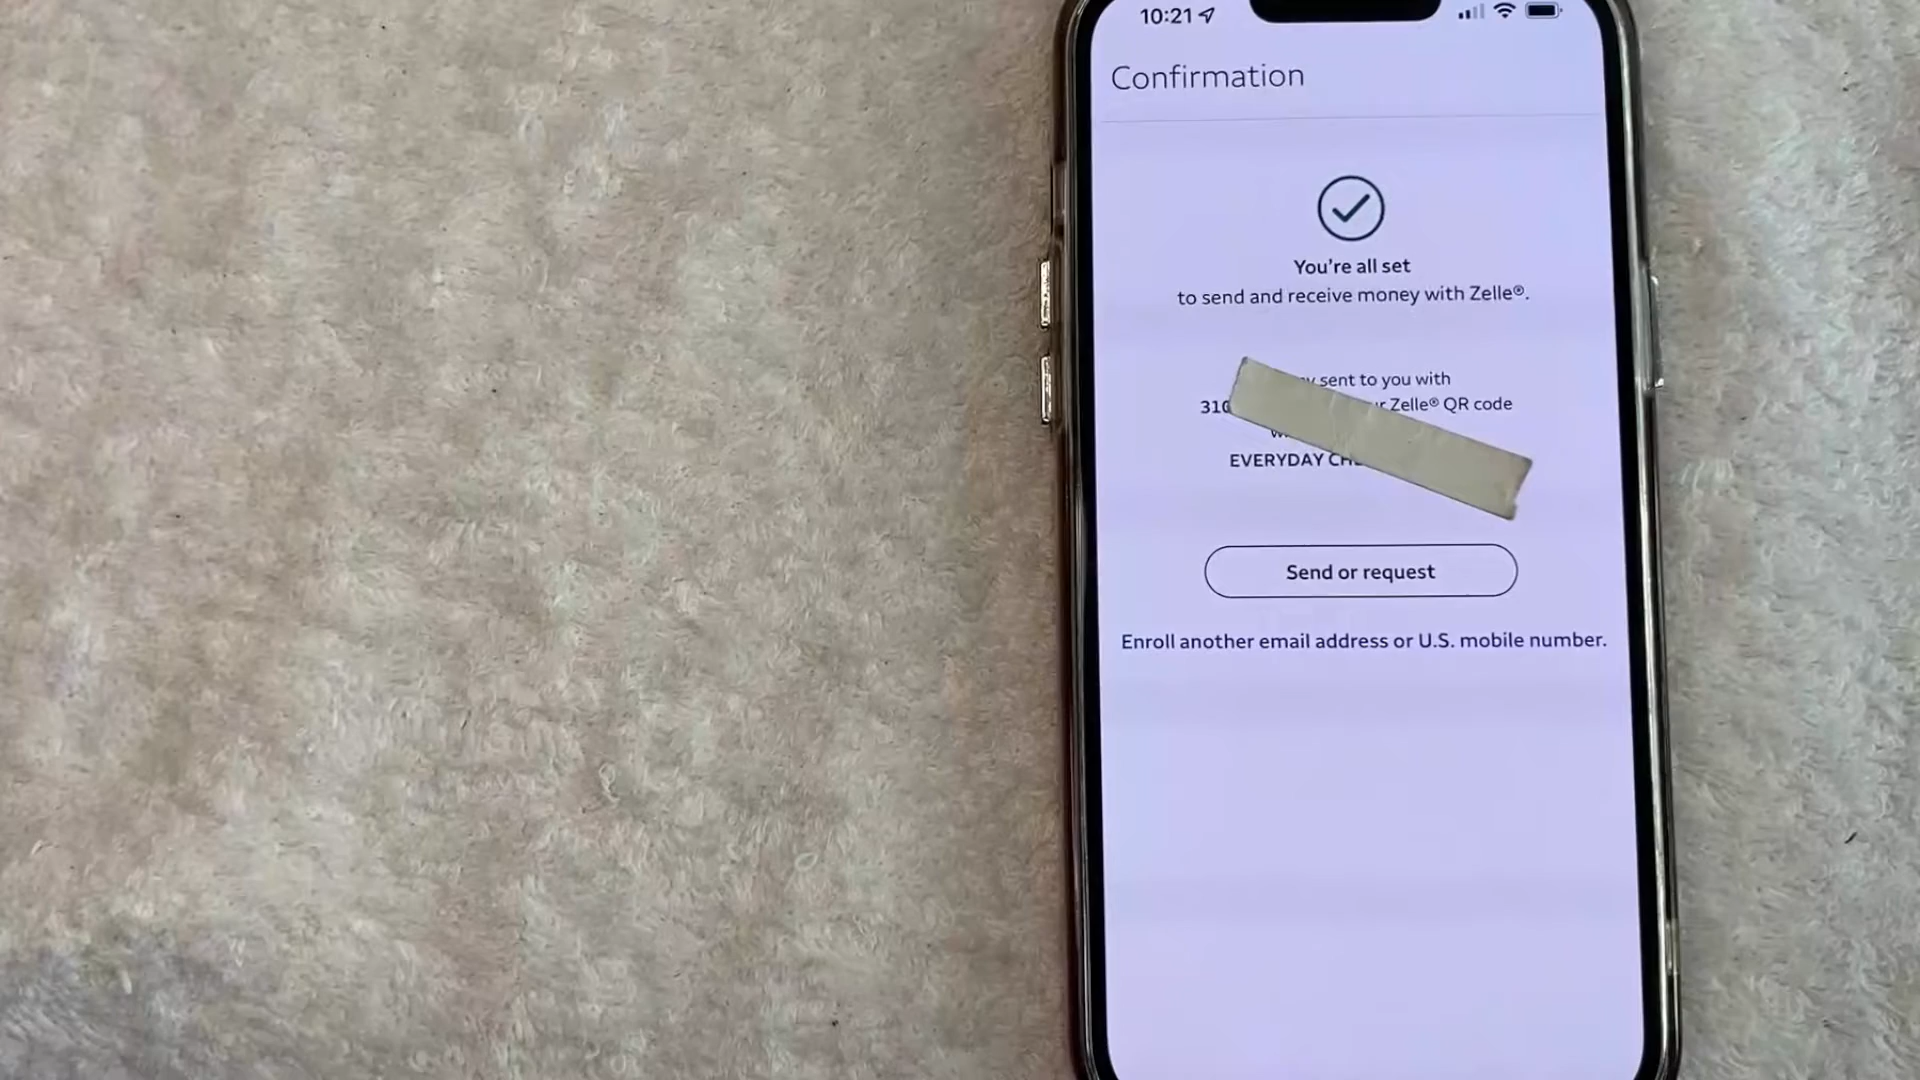 10:21
Confirmation
You're all set
to send and receive money with Zelle®.
sent to you with
310 Zelle® QR code
EVERYDAY
Send or request
Enroll another email address or U.S. mobile number.